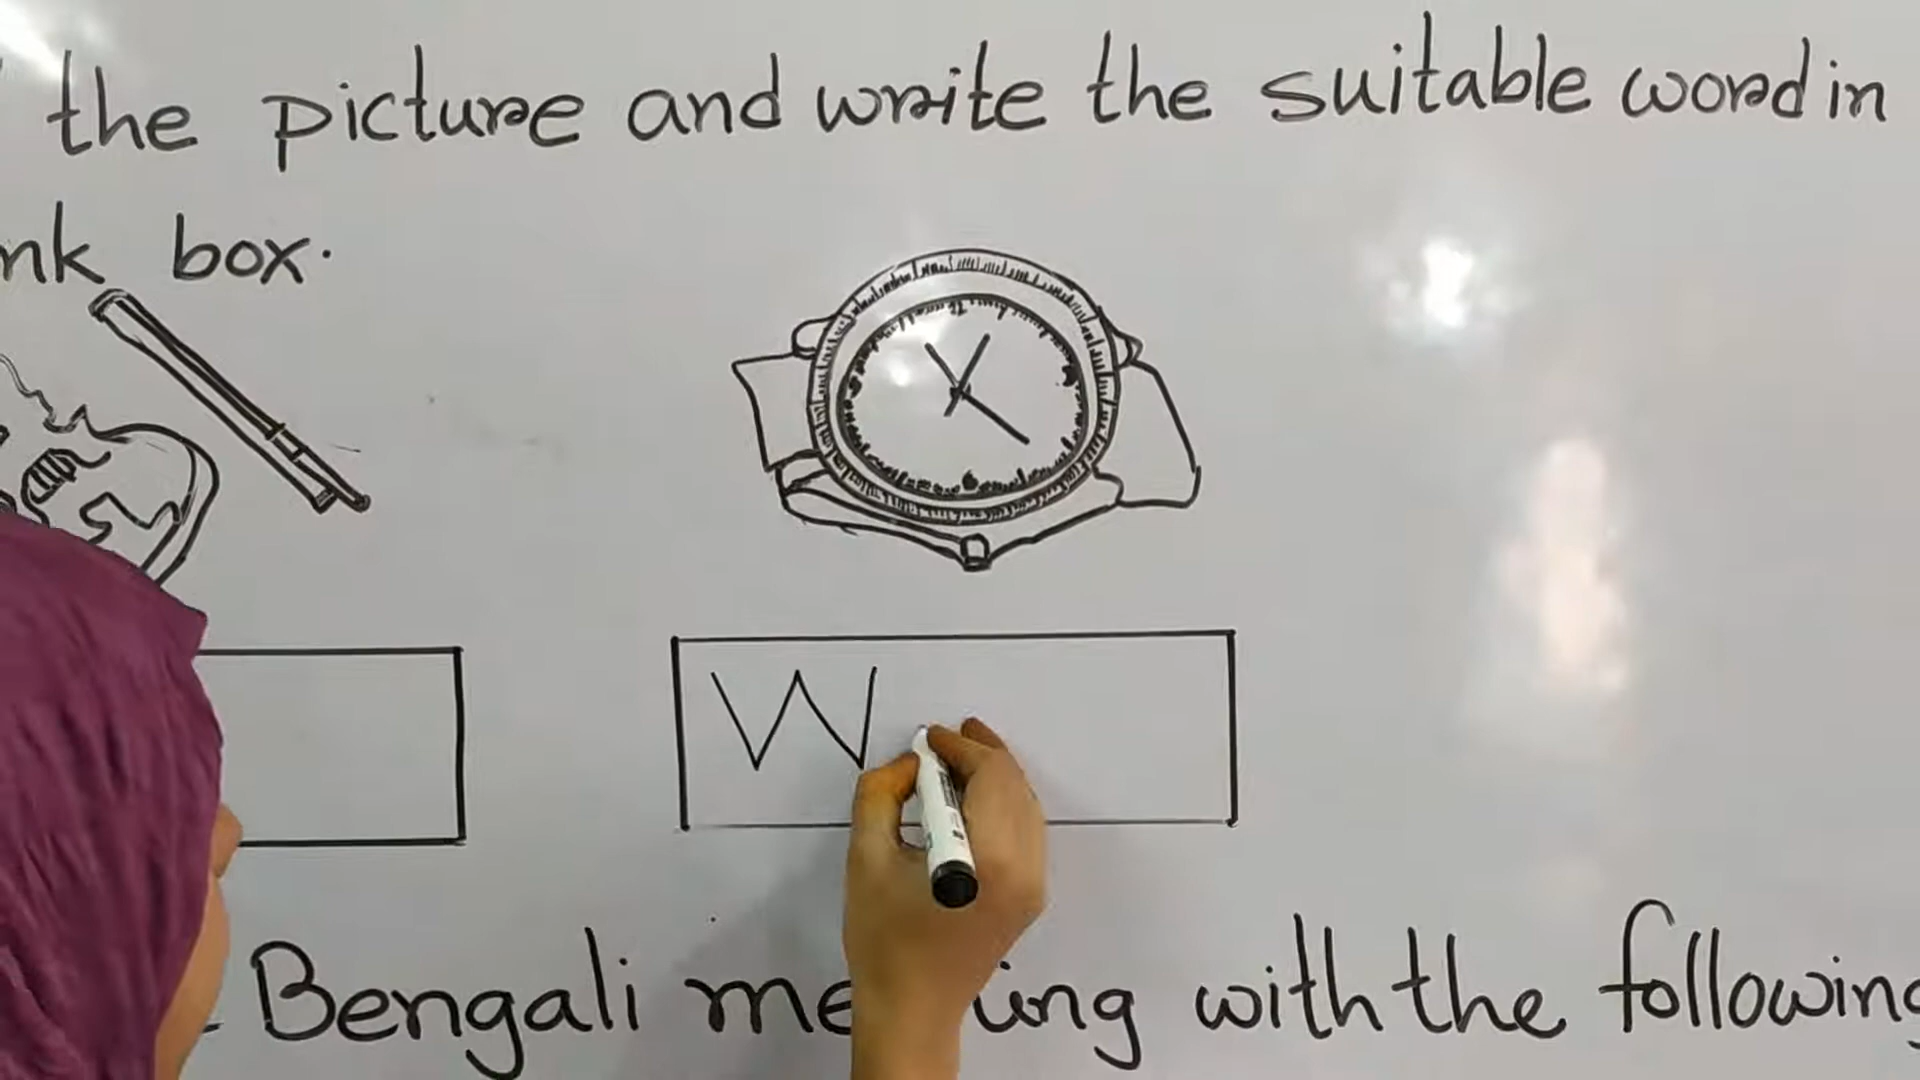 the picture and write the suitable word in
nk box.
W
Bengali me ing with the following